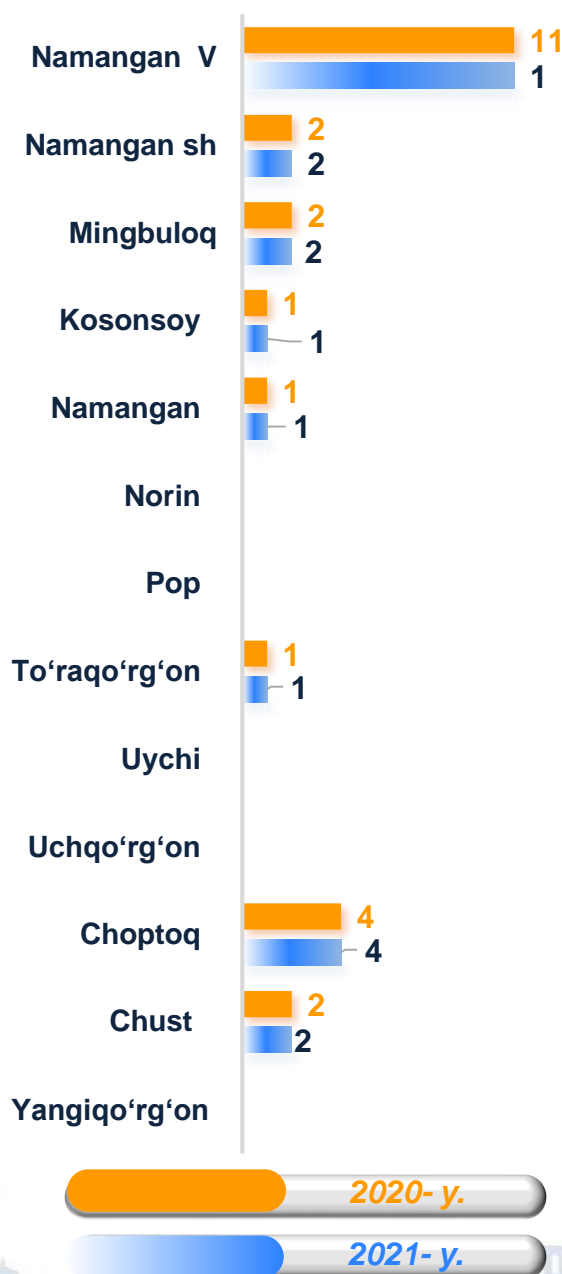 Namangan V 11
1
Namangan sh 2
2
Mingbuloq 2
2
Kosonsoy 1
1
Namangan 1
1
Norin
Pop
To‘raqo‘rg‘on 1
1
Uychi
Uchqo‘rg‘on
Choptoq 4
4
Chust 2
2
Yangiqo‘rg‘on
2020- y.
2021- y.